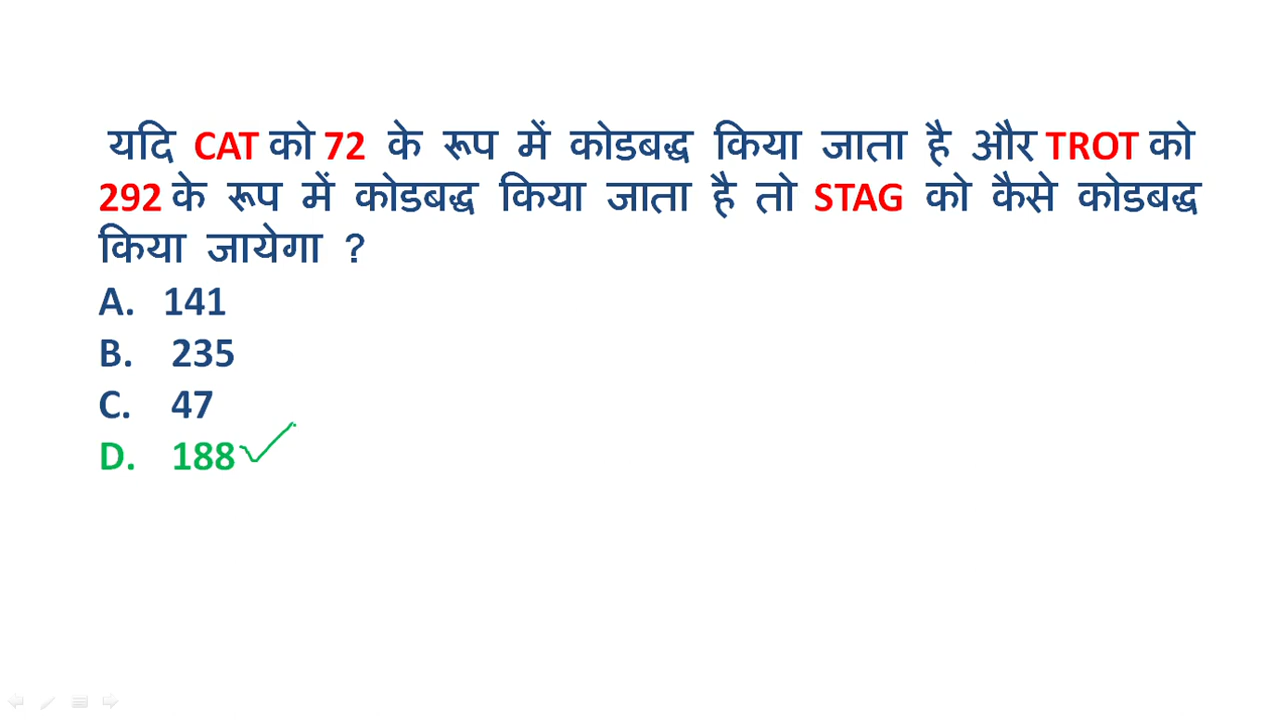 यदि CAT को 72 के रूप में कोडबद्ध किया जाता है और TROT को
292 के रूप में कोडबद्ध किया जाता है तो STAG को कैसे कोडबद्ध
किया जायेगा ?
A. 141
B. 235
C. 47
D. 188